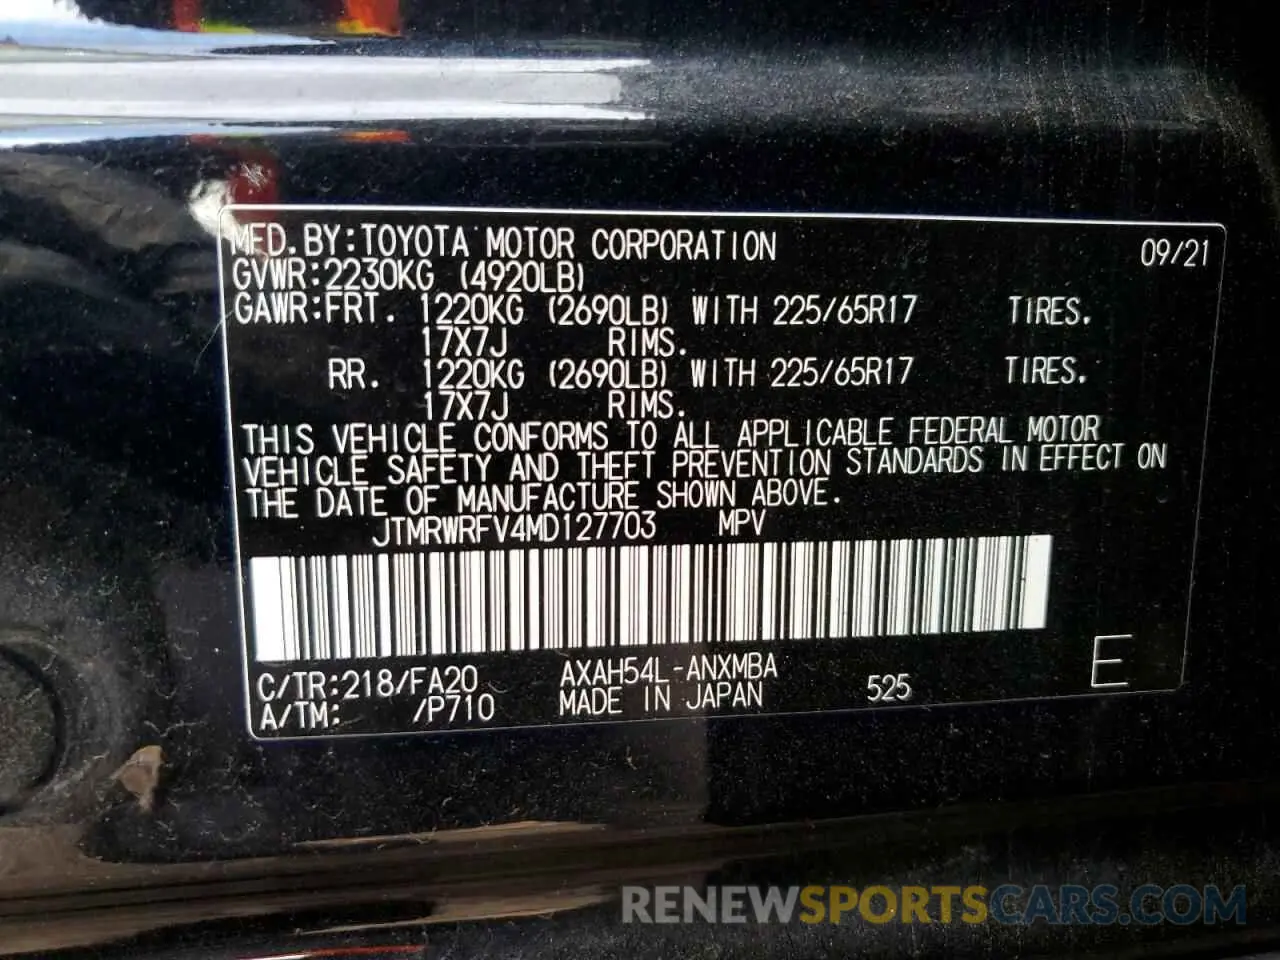 MFD.BY:TOYOTA MOTOR CORPORATION 09/21
GVWR:2230KG (4920LB)
GAWR:FRT. 1220KG (2690LB) WITH 225/65R17 TIRES.
17X7J RIMS.
RR. 1220KG (2690LB) WITH 225/65R17 TIRES.
17X7J RIMS.
THIS VEHICLE CONFORMS TO ALL APPLICABLE FEDERAL MOTOR
VEHICLE SAFETY AND THEFT PREVENTION STANDARDS IN EFFECT ON
THE DATE OF MANUFACTURE SHOWN ABOVE.
JTMRWRFV4MD127703 MPV
C/TR:218/FA20 AXAH54L-ANXMBA
A/TM: /P710 MADE IN JAPAN 525 E
RENEWSPORTSCARS.COM